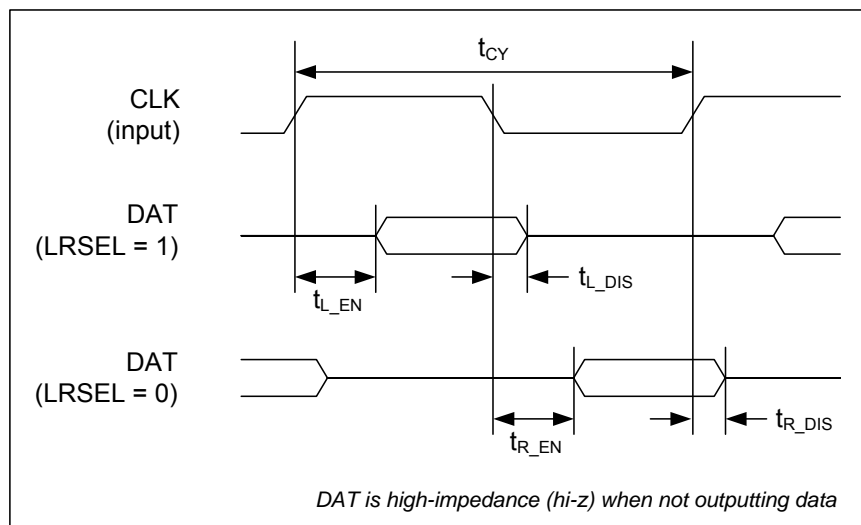 tCY
CLK
(input)
DAT
(LRSEL = 1)
tL_EN
tL_DIS
DAT
(LRSEL = 0)
tR_EN
tR_DIS
DAT is high-impedance (hi-z) when not outputting data